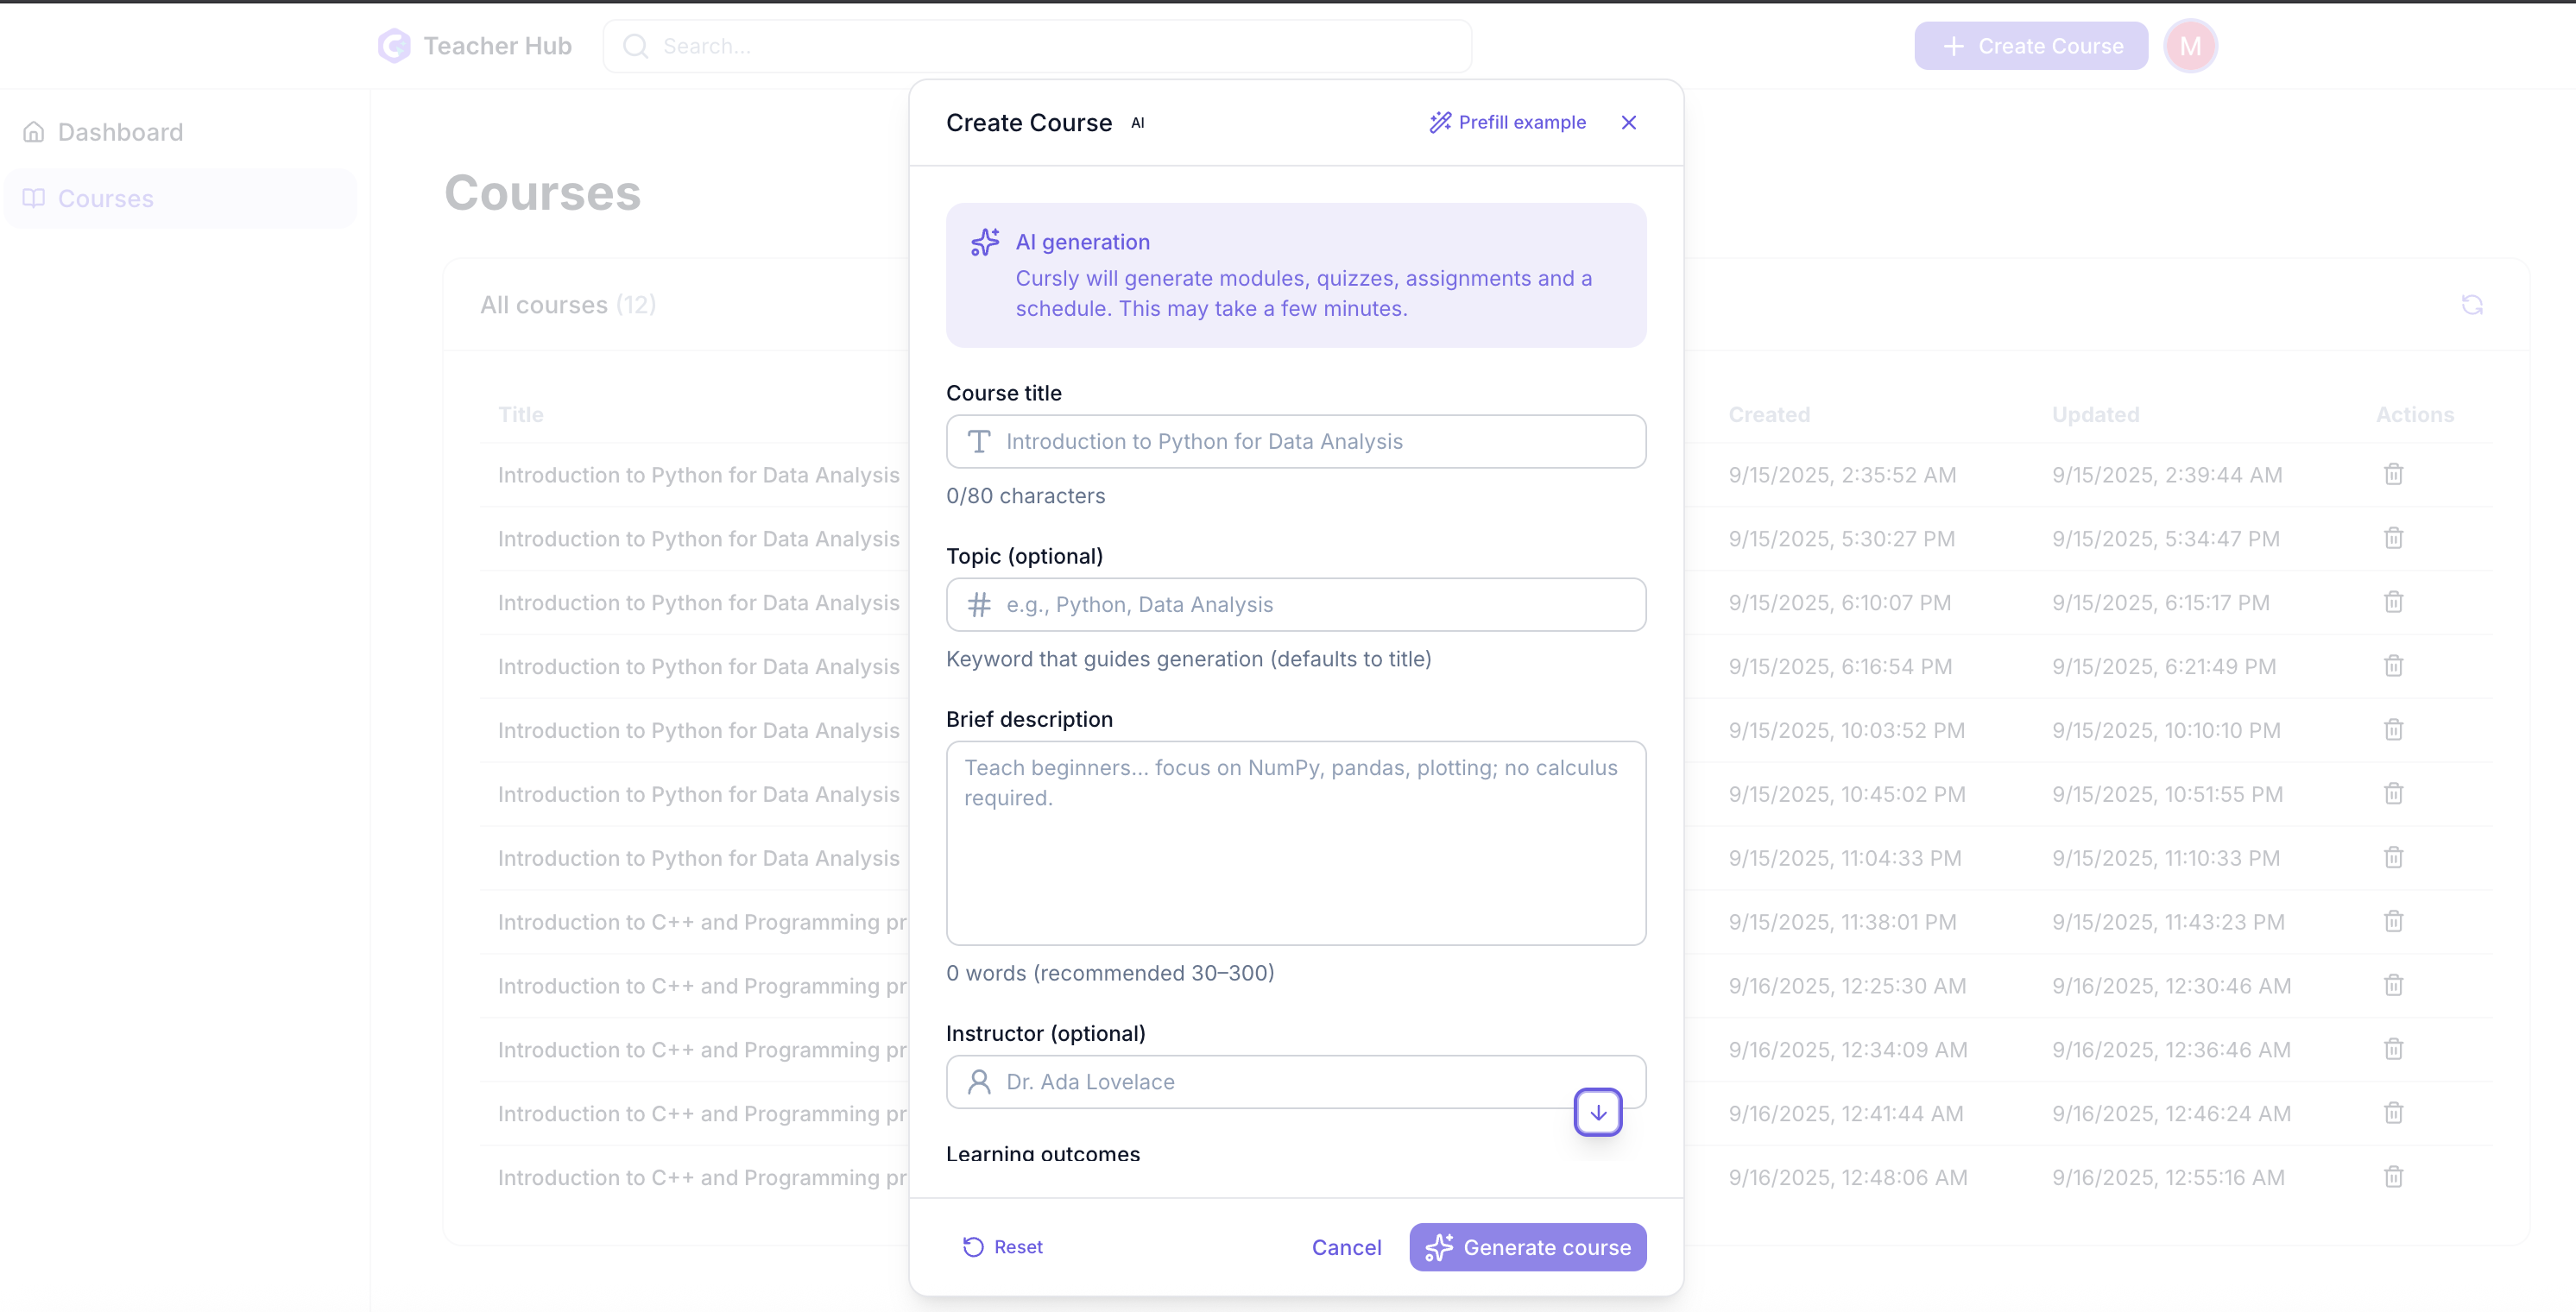 Teacher Hub
Search...
Create Course
M
Dashboard
Courses
Courses
All courses (12)
Title
Created
Updated
Actions
Introduction to Python for Data Analysis
9/15/2025, 2:35:52 AM
9/15/2025, 2:39:44 AM
Introduction to Python for Data Analysis
9/15/2025, 5:30:27 PM
9/15/2025, 5:34:47 PM
Introduction to Python for Data Analysis
9/15/2025, 6:10:07 PM
9/15/2025, 6:15:17 PM
Introduction to Python for Data Analysis
9/15/2025, 6:16:54 PM
9/15/2025, 6:21:49 PM
Introduction to Python for Data Analysis
9/15/2025, 10:03:52 PM
9/15/2025, 10:10:10 PM
Introduction to Python for Data Analysis
9/15/2025, 10:45:02 PM
9/15/2025, 10:51:55 PM
Introduction to Python for Data Analysis
9/15/2025, 11:04:33 PM
9/15/2025, 11:10:33 PM
Introduction to C++ and Programming pr
9/15/2025, 11:38:01 PM
9/15/2025, 11:43:23 PM
Introduction to C++ and Programming pr
9/16/2025, 12:25:30 AM
9/16/2025, 12:30:46 AM
Introduction to C++ and Programming pr
9/16/2025, 12:34:09 AM
9/16/2025, 12:36:46 AM
Introduction to C++ and Programming pr
9/16/2025, 12:41:44 AM
9/16/2025, 12:46:24 AM
Introduction to C++ and Programming pr
9/16/2025, 12:48:06 AM
9/16/2025, 12:55:16 AM
Create Course AI
Prefill example
AI generation
Cursly will generate modules, quizzes, assignments and a
schedule. This may take a few minutes.
Course title
Introduction to Python for Data Analysis
0/80 characters
Topic (optional)
e.g., Python, Data Analysis
Keyword that guides generation (defaults to title)
Brief description
Teach beginners... focus on NumPy, pandas, plotting; no calculus
required.
0 words (recommended 30–300)
Instructor (optional)
Dr. Ada Lovelace
Learning outcomes
Reset
Cancel
Generate course